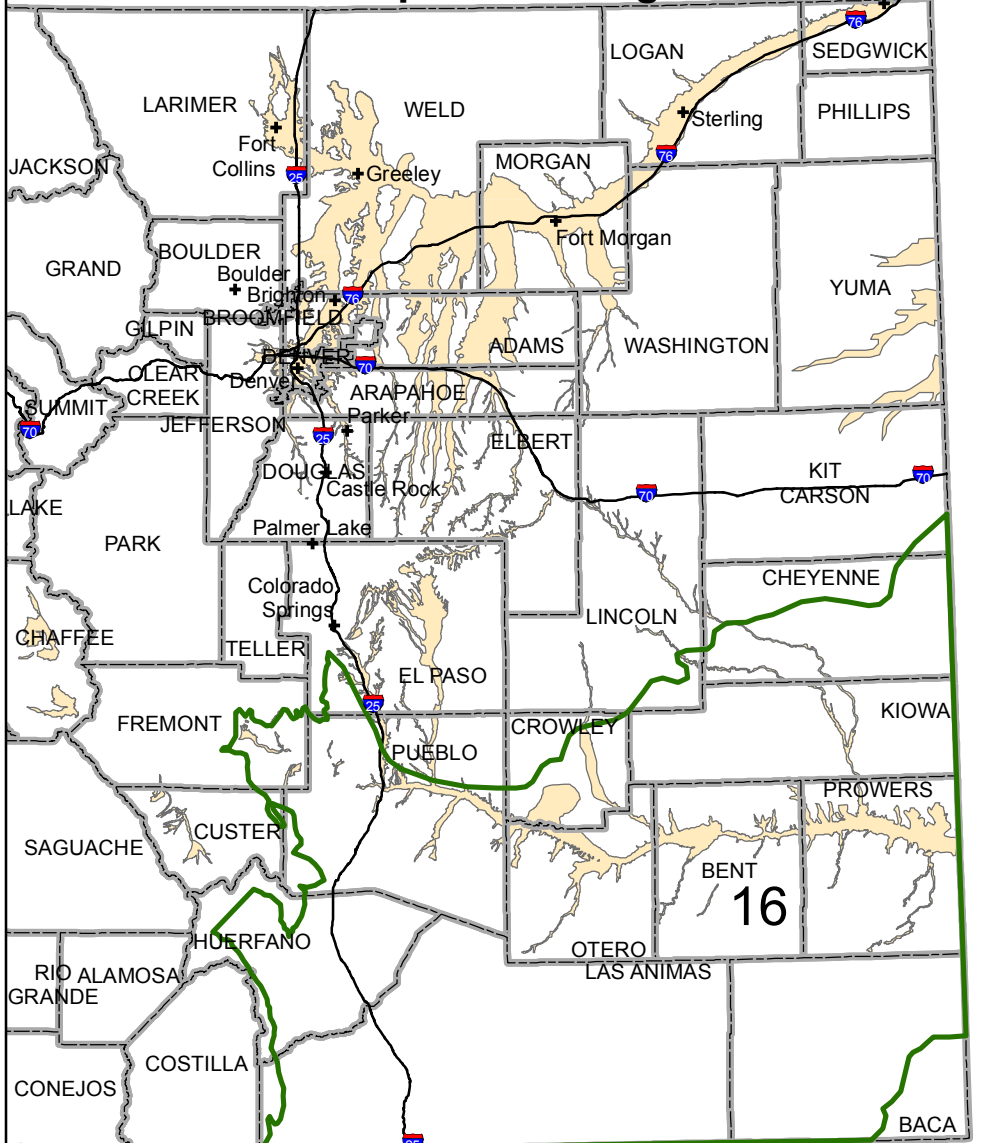 76
LOGAN
SEDGWICK
LARIMER
WELD
PHILLIPS
Sterling
Fort
Collins
76
MORGAN
JACKSON
25
Greeley
Fort Morgan
BOULDER
GRAND
Boulder
YUMA
Brighton
76
BROOMFIELD
GILPIN
ADAMS
WASHINGTON
DENVER
70
CLEAR
CREEK
Denver
ARAPAHOE
SUMMIT
Parker
JEFFERSON
70
25
ELBERT
DOUGLAS
KIT
CARSON
70
70
Castle Rock
LAKE
Palmer Lake
PARK
CHEYENNE
Colorado
Springs
LINCOLN
CHAFFEE
TELLER
EL PASO
25
KIOWA
FREMONT
CROWLEY
PUEBLO
PROWERS
CUSTER
SAGUACHE
BENT
16
HUERFANO
OTERO
LAS ANIMAS
RIO
GRANDE
ALAMOSA
COSTILLA
CONEJOS
BACA